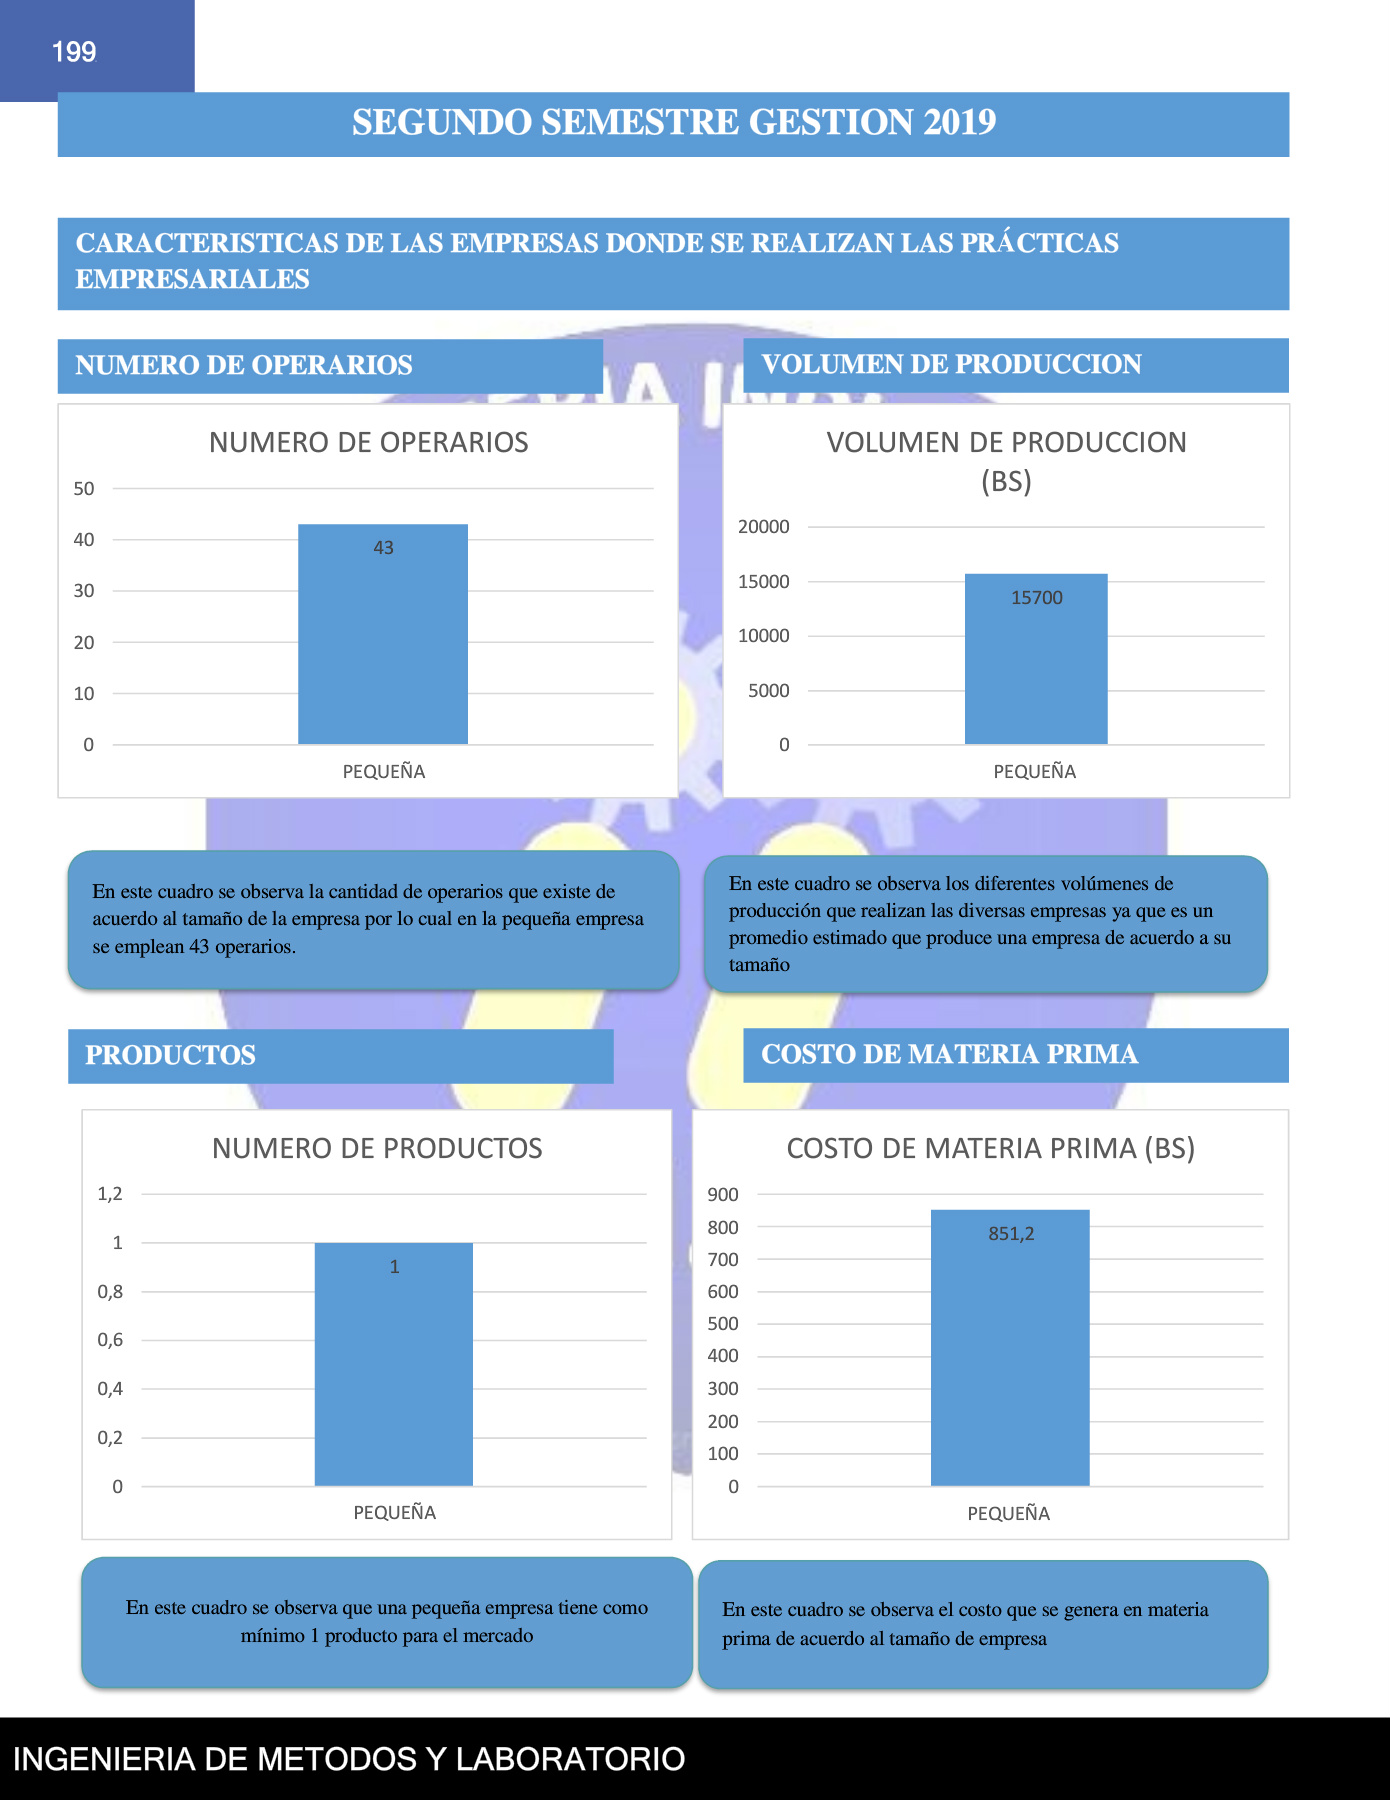 199
SEGUNDO SEMESTRE GESTION 2019
CARACTERISTICAS DE LAS EMPRESAS DONDE SE REALIZAN LAS PRÁCTICAS
EMPRESARIALES
NUMERO DE OPERARIOS
NUMERO DE OPERARIOS
50
40
30
20
10
0
43
PEQUEÑA
VOLUMEN DE PRODUCCION
VOLUMEN DE PRODUCCION
(BS)
20000
15000
10000
5000
0
15700
PEQUEÑA
En este cuadro se observa la cantidad de operarios que existe de
acuerdo al tamaño de la empresa por lo cual en la pequeña empresa
se emplean 43 operarios.
En este cuadro se observa los diferentes volúmenes de
producción que realizan las diversas empresas ya que es un
promedio estimado que produce una empresa de acuerdo a su
tamaño
PRODUCTOS
NUMERO DE PRODUCTOS
1,2
1
0,8
0,6
0,4
0,2
0
1
PEQUEÑA
COSTO DE MATERIA PRIMA
COSTO DE MATERIA PRIMA (BS)
900
800
700
600
500
400
300
200
100
0
851,2
PEQUEÑA
En este cuadro se observa que una pequeña empresa tiene como
mínimo 1 producto para el mercado
En este cuadro se observa el costo que se genera en materia
prima de acuerdo al tamaño de empresa
INGENIERIA DE METODOS Y LABORATORIO